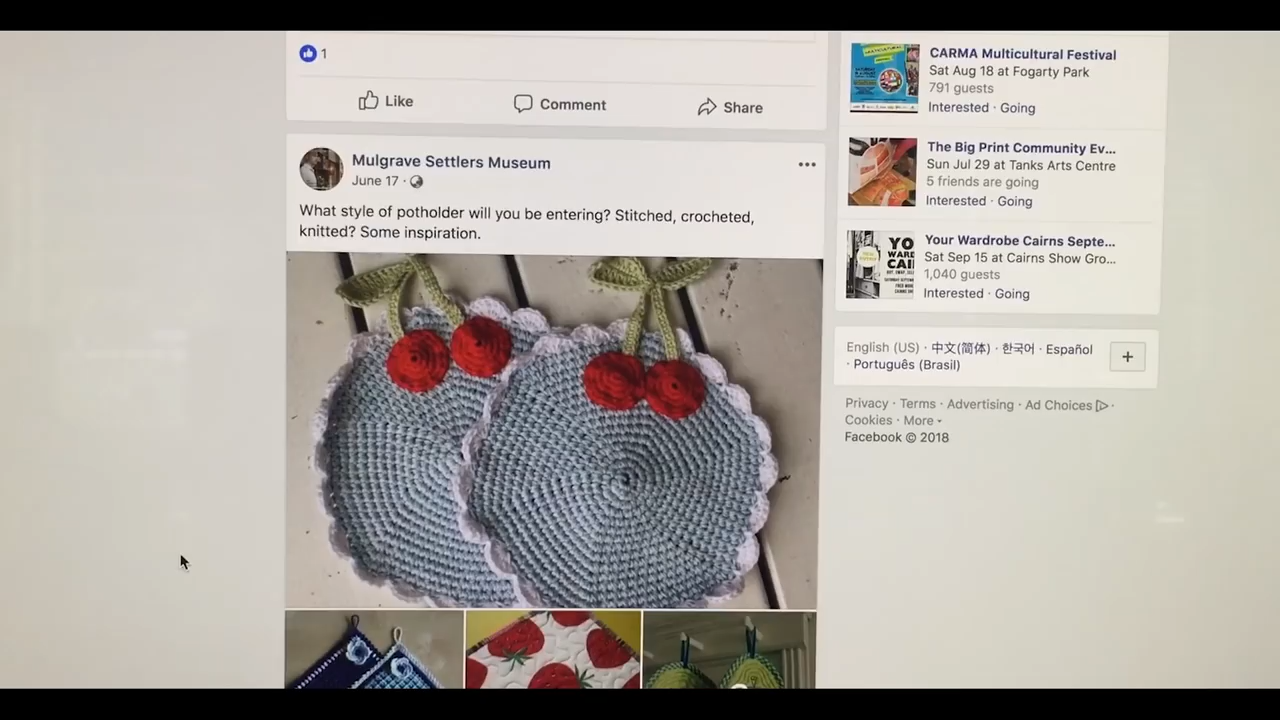 1
Like
Comment
Share
Mulgrave Settlers Museum
June 17 ·
What style of potholder will you be entering? Stitched, crocheted,
knitted? Some inspiration.
CARMA Multicultural Festival
Sat Aug 18 at Fogarty Park
791 guests
Interested · Going
The Big Print Community Ev...
Sun Jul 29 at Tanks Arts Centre
5 friends are going
Interested · Going
YO
WARD
CAI
Your Wardrobe Cairns Septe...
Sat Sep 15 at Cairns Show Gro...
1,040 guests
Interested · Going
English (US) · 中文(简体) · 한국어 · Español
· Português (Brasil)
+
Privacy · Terms · Advertising · Ad Choices ·
Cookies · More
Facebook © 2018